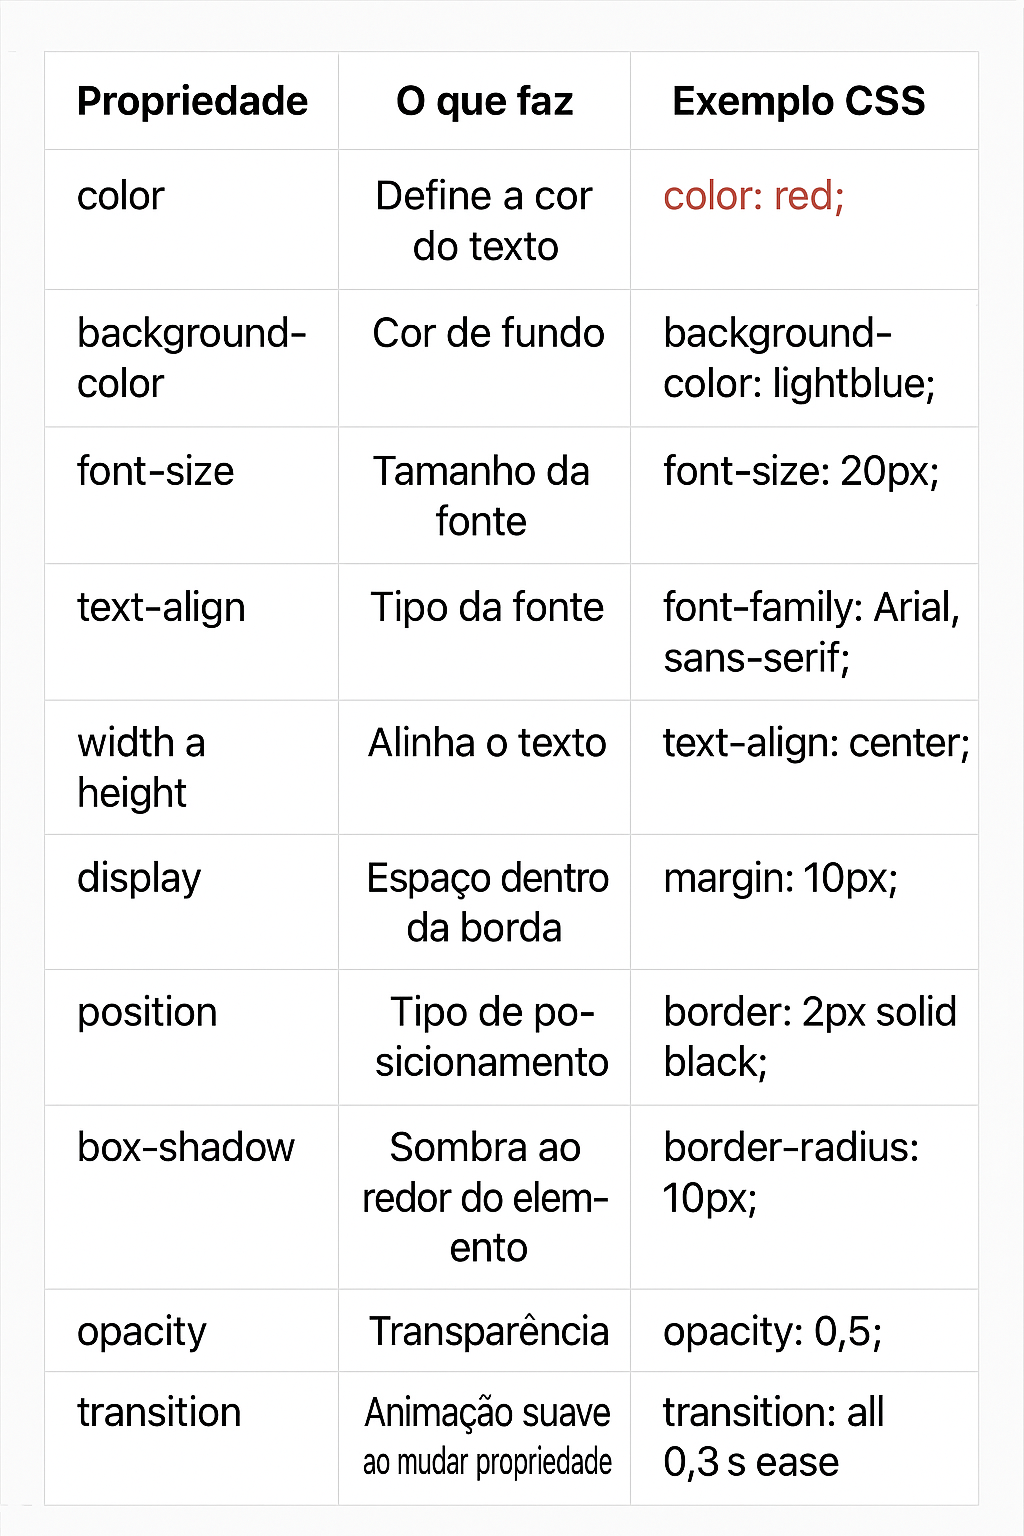 Propriedade O que faz Exemplo CSS
color Define a cor color: red;
do texto
background- Cor de fundo background-
color color: lightblue;
font-size Tamanho da font-size: 20px;
fonte
text-align Tipo da fonte font-family: Arial,
sans-serif;
width a Alinha o texto text-align: center;
height
display Espaço dentro margin: 10px;
da borda
position Tipo de po- border: 2px solid
sicionamento black;
box-shadow Sombra ao border-radius:
redor do elem- 10px;
ento
opacity Transparência opacity: 0,5;
transition Animação suave transition: all
ao mudar propriedade 0,3 s ease